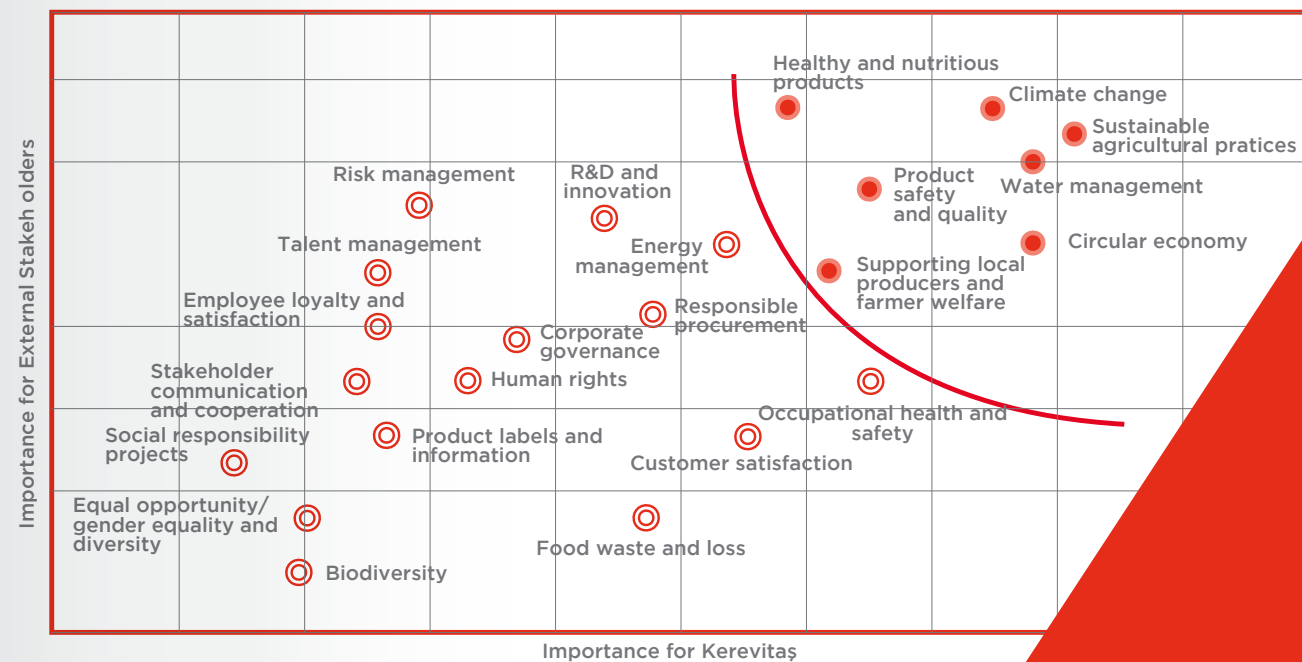 Importance for External Stakeh olders
Healthy and nutritious
products
Climate change
Sustainable
agricultural pratices
Risk management
R&D and
innovation
Product
safety
and quality
Water management
Talent management
Energy
management
Circular economy
Supporting local
producers and
farmer welfare
Employee loyalty and
satisfaction
Responsible
procurement
Corporate
governance
Stakeholder
communication
and cooperation
Human rights
Occupational health and
safety
Social responsibility
projects
Product labels and
information
Customer satisfaction
Equal opportunity/
gender equality and
diversity
Food waste and loss
Biodiversity
Importance for Kerevitaş